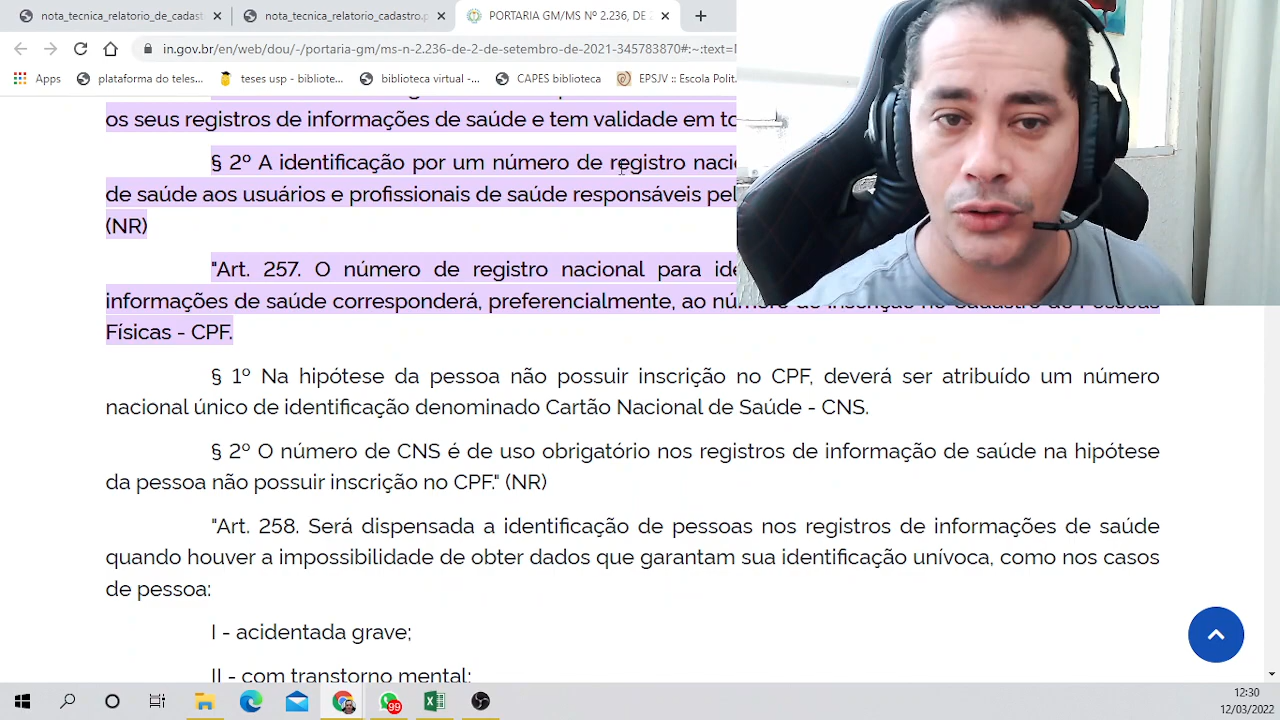 nota_tecnica_relatorio_de_cadast
nota_tecnica_relatorio_cadastro.p
PORTARIA GM/MS Nº 2.236, DE 2
in.gov.br/en/web/dou/-/portaria-gm/ms-n-2.236-de-2-de-setembro-de-2021-345783870#:~:text=
Apps plataforma do teles... teses usp - bibliote... biblioteca virtual -... CAPES biblioteca EPSJV :: Escola Polit.
os seus registros de informações de saúde e tem validade em to
§ 2º A identificação por um número de registro naci
de saúde aos usuários e profissionais de saúde responsáveis pel
(NR)
"Art. 257. O número de registro nacional para ide
informações de saúde corresponderá, preferencialmente, ao número de inscrição no Cadastro de Pessoas
Físicas - CPF.
§ 1º Na hipótese da pessoa não possuir inscrição no CPF, deverá ser atribuído um número
nacional único de identificação denominado Cartão Nacional de Saúde - CNS.
§ 2º O número de CNS é de uso obrigatório nos registros de informação de saúde na hipótese
da pessoa não possuir inscrição no CPF." (NR)
"Art. 258. Será dispensada a identificação de pessoas nos registros de informações de saúde
quando houver a impossibilidade de obter dados que garantam sua identificação unívoca, como nos casos
de pessoa:
I - acidentada grave;
II - com transtorno mental;
99
12:30
12/03/2022